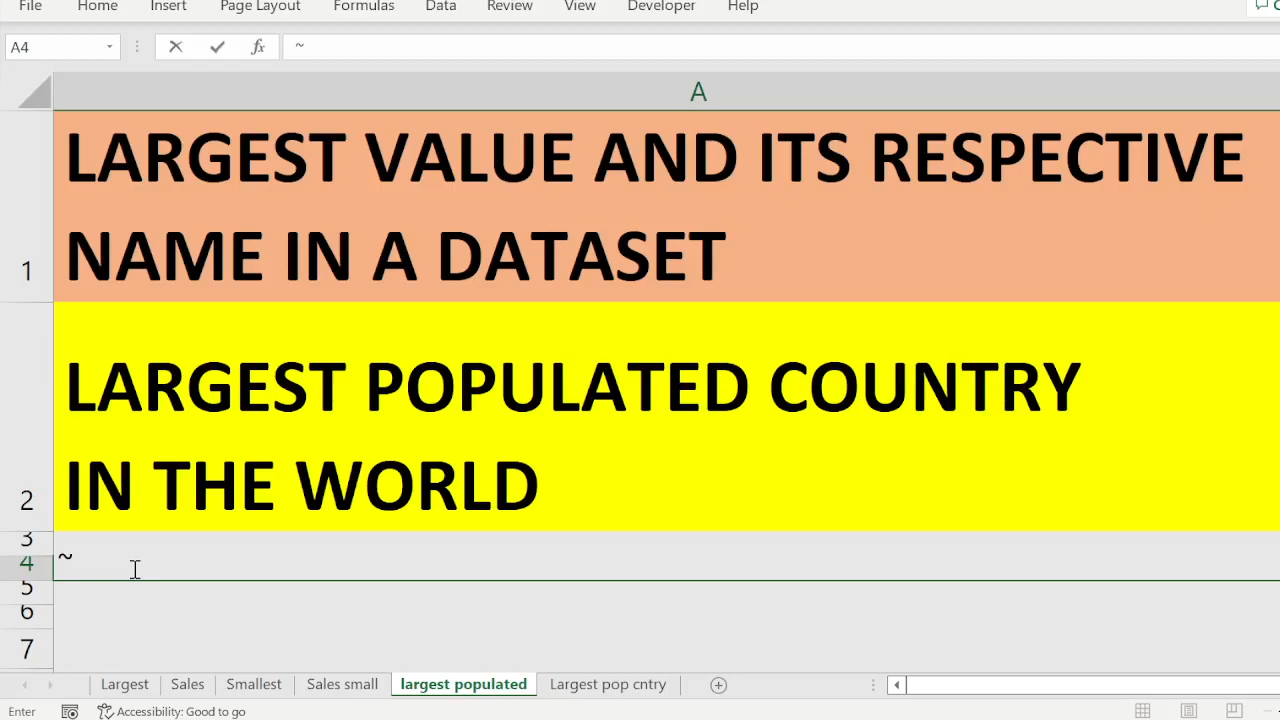 File Home Insert Page Layout Formulas Data Review View Developer Help
A4 fx ~
A
1 LARGEST VALUE AND ITS RESPECTIVE
NAME IN A DATASET
2 LARGEST POPULATED COUNTRY
IN THE WORLD
3
4 ~
5
6
7
Largest Sales Smallest Sales small largest populated Largest pop cntry
Enter Accessibility: Good to go